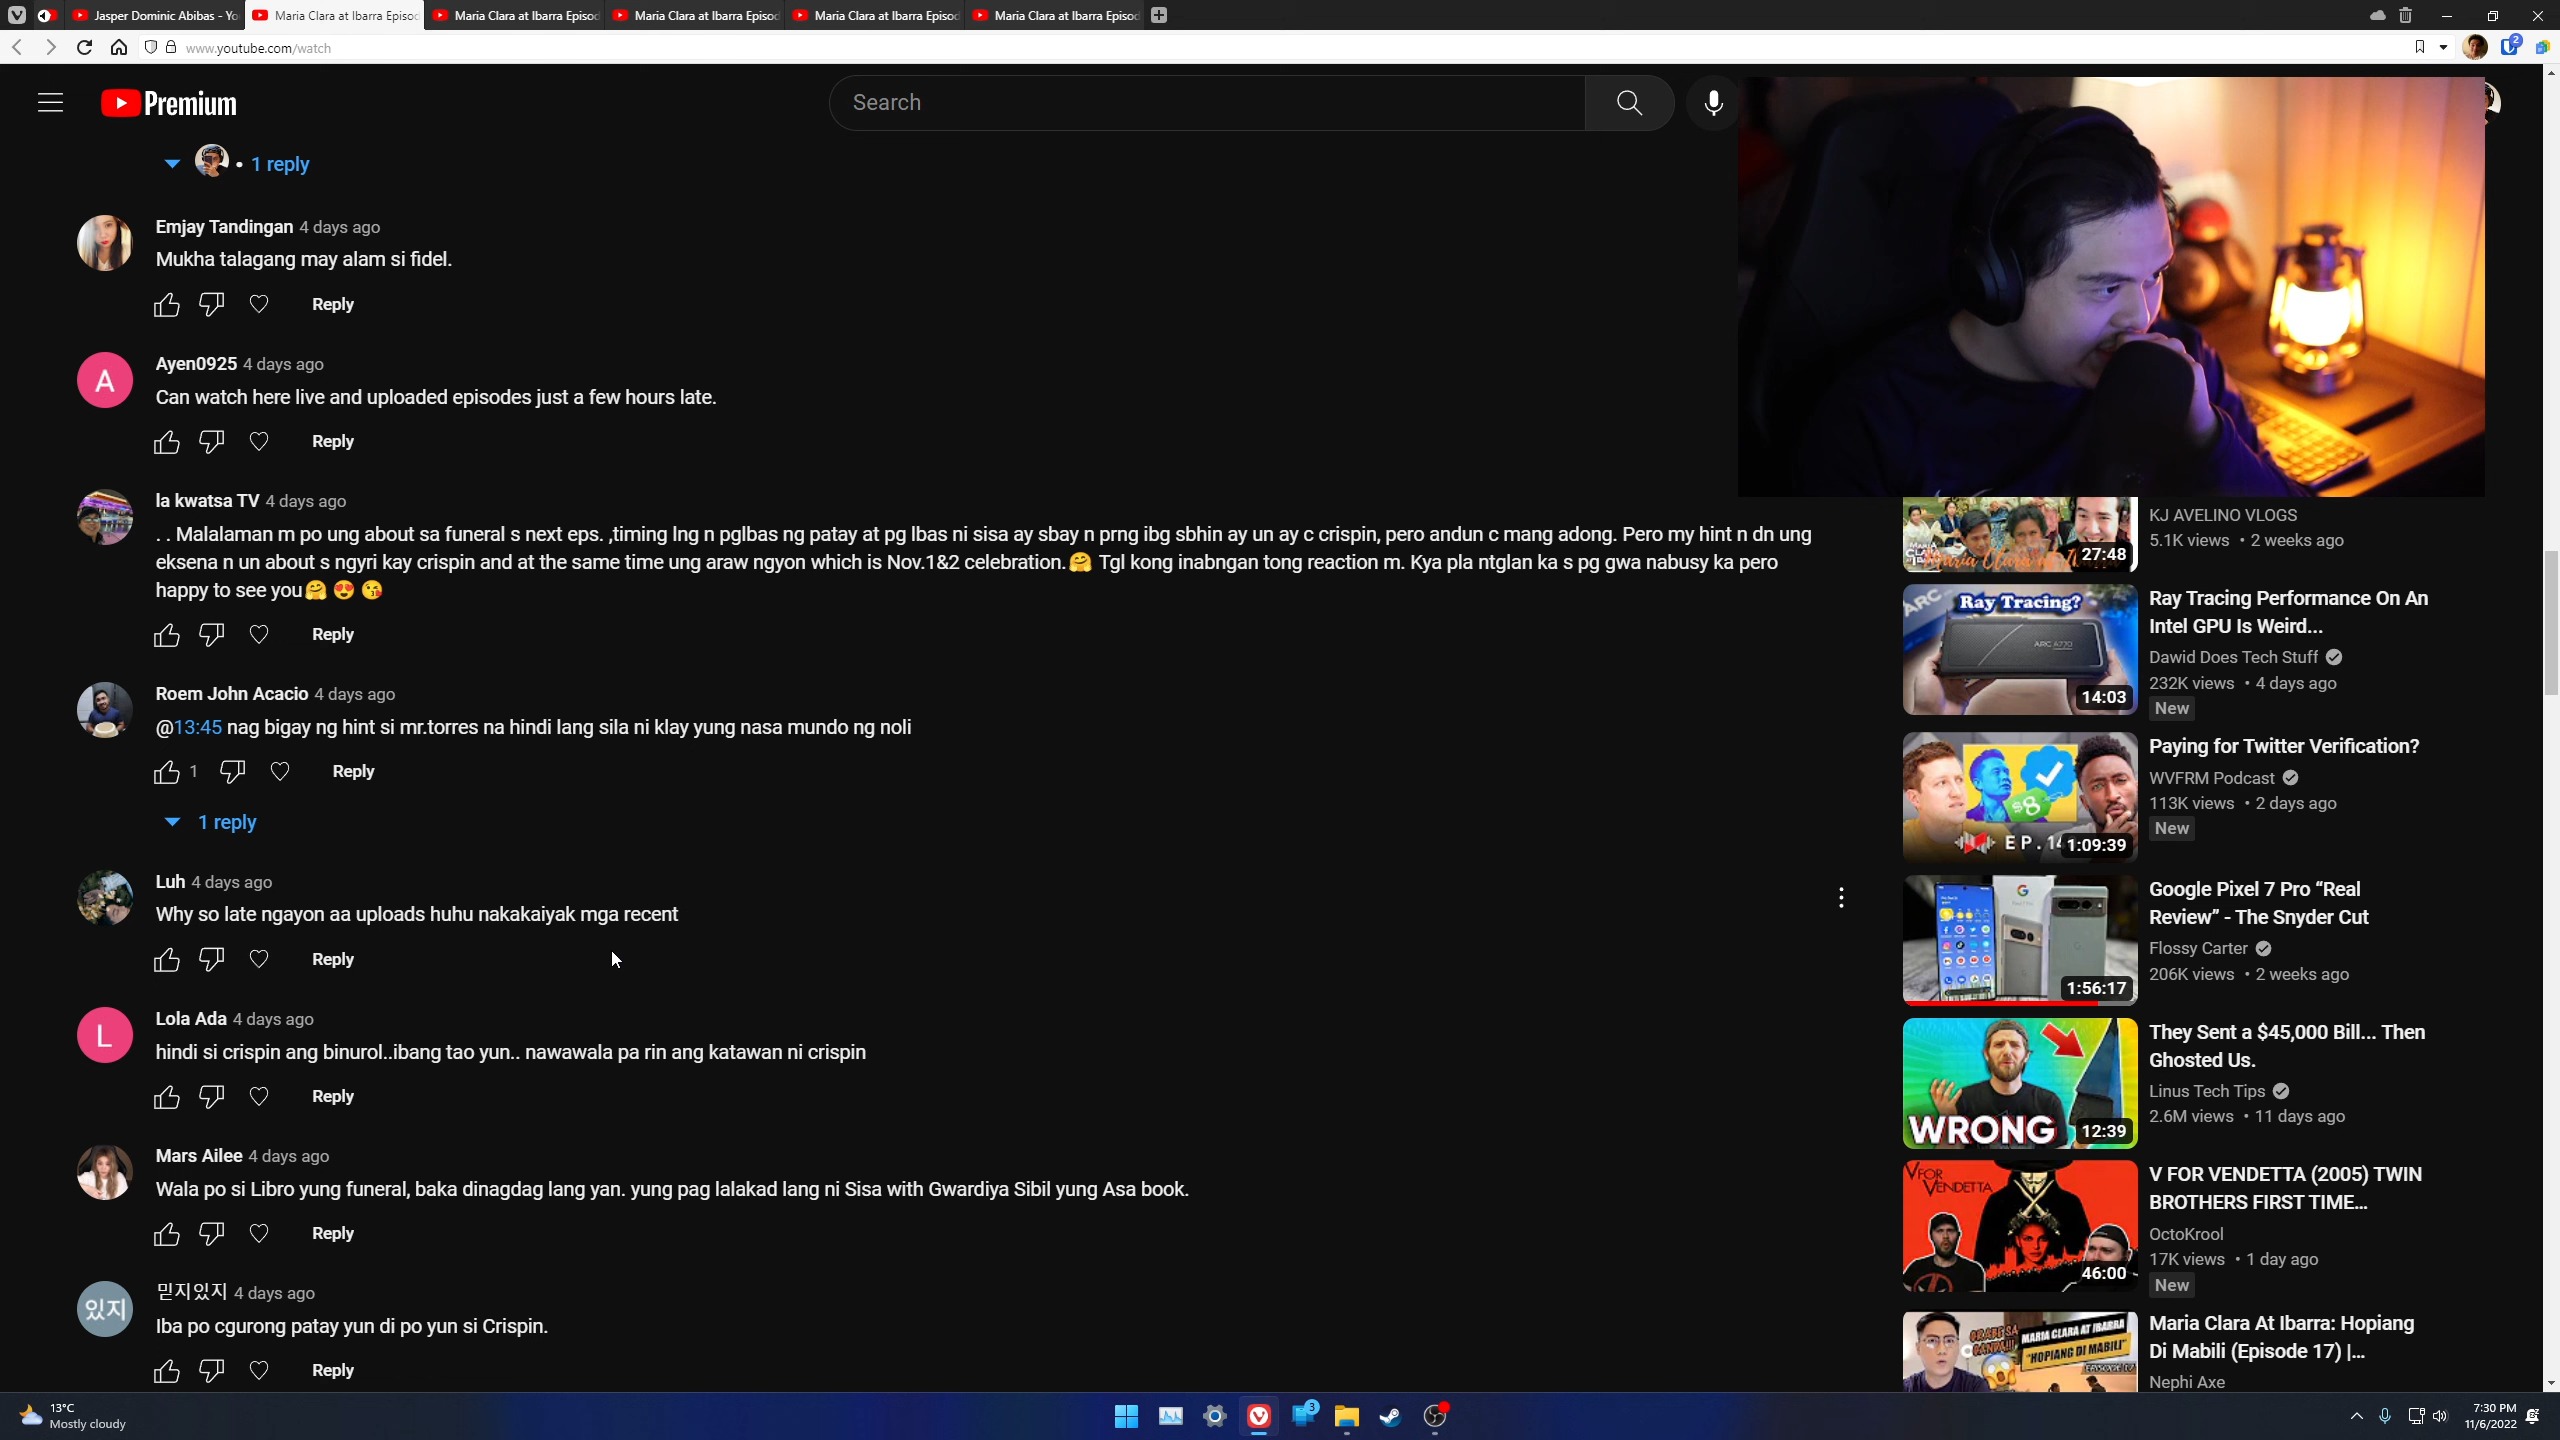 Jasper Dominic Abibas - Yo
Maria Clara at Ibarra Episod
Maria Clara at Ibarra Episod
Maria Clara at Ibarra Episod
Maria Clara at Ibarra Episod
Maria Clara at Ibarra Episod
www.youtube.com/watch
2
Premium
Search
1 reply
Emjay Tandingan 4 days ago
Mukha talagang may alam si fidel.
Reply
A
Ayen0925 4 days ago
Can watch here live and uploaded episodes just a few hours late.
Reply
la kwatsa TV 4 days ago
. . Malalaman m po ung about sa funeral s next eps. ,timing lng n pglbas ng patay at pg lbas ni sisa ay sbay n prng ibg sbhin ay un ay c crispin, pero andun c mang adong. Pero my hint n dn ung
eksena n un about s ngyri kay crispin and at the same time ung araw ngyon which is Nov.1&2 celebration.🤗 Tgl kong inabngan tong reaction m. Kya pla ntglan ka s pg gwa nabusy ka pero
happy to see you🤗 😍 😘
Reply
Roem John Acacio 4 days ago
@13:45 nag bigay ng hint si mr.torres na hindi lang sila ni klay yung nasa mundo ng noli
1 Reply
1 reply
Luh 4 days ago
Why so late ngayon aa uploads huhu nakakaiyak mga recent
Reply
L
Lola Ada 4 days ago
hindi si crispin ang binurol..ibang tao yun.. nawawala pa rin ang katawan ni crispin
Reply
Mars Ailee 4 days ago
Wala po si Libro yung funeral, baka dinagdag lang yan. yung pag lalakad lang ni Sisa with Gwardiya Sibil yung Asa book.
Reply
있지
믿지있지 4 days ago
Iba po cgurong patay yun di po yun si Crispin.
Reply
27:48
KJ AVELINO VLOGS
5.1K views • 2 weeks ago
ARC
Ray Tracing?
ARC A770
14:03
Ray Tracing Performance On An
Intel GPU Is Weird...
Dawid Does Tech Stuff
232K views • 4 days ago
New
$8
1:09:39
Paying for Twitter Verification?
WVFRM Podcast
113K views • 2 days ago
New
G
1:56:17
Google Pixel 7 Pro “Real
Review” - The Snyder Cut
Flossy Carter
206K views • 2 weeks ago
WRONG
12:39
They Sent a $45,000 Bill... Then
Ghosted Us.
Linus Tech Tips
2.6M views • 11 days ago
V FOR
VENDETTA
46:00
V FOR VENDETTA (2005) TWIN
BROTHERS FIRST TIME...
OctoKrool
17K views • 1 day ago
New
MARIA CLARA AT IBARRA
"HOPIANG DI MABILI"
Maria Clara At Ibarra: Hopiang
Di Mabili (Episode 17) |...
Nephi Axe
13°C
Mostly cloudy
3
7:30 PM
11/6/2022